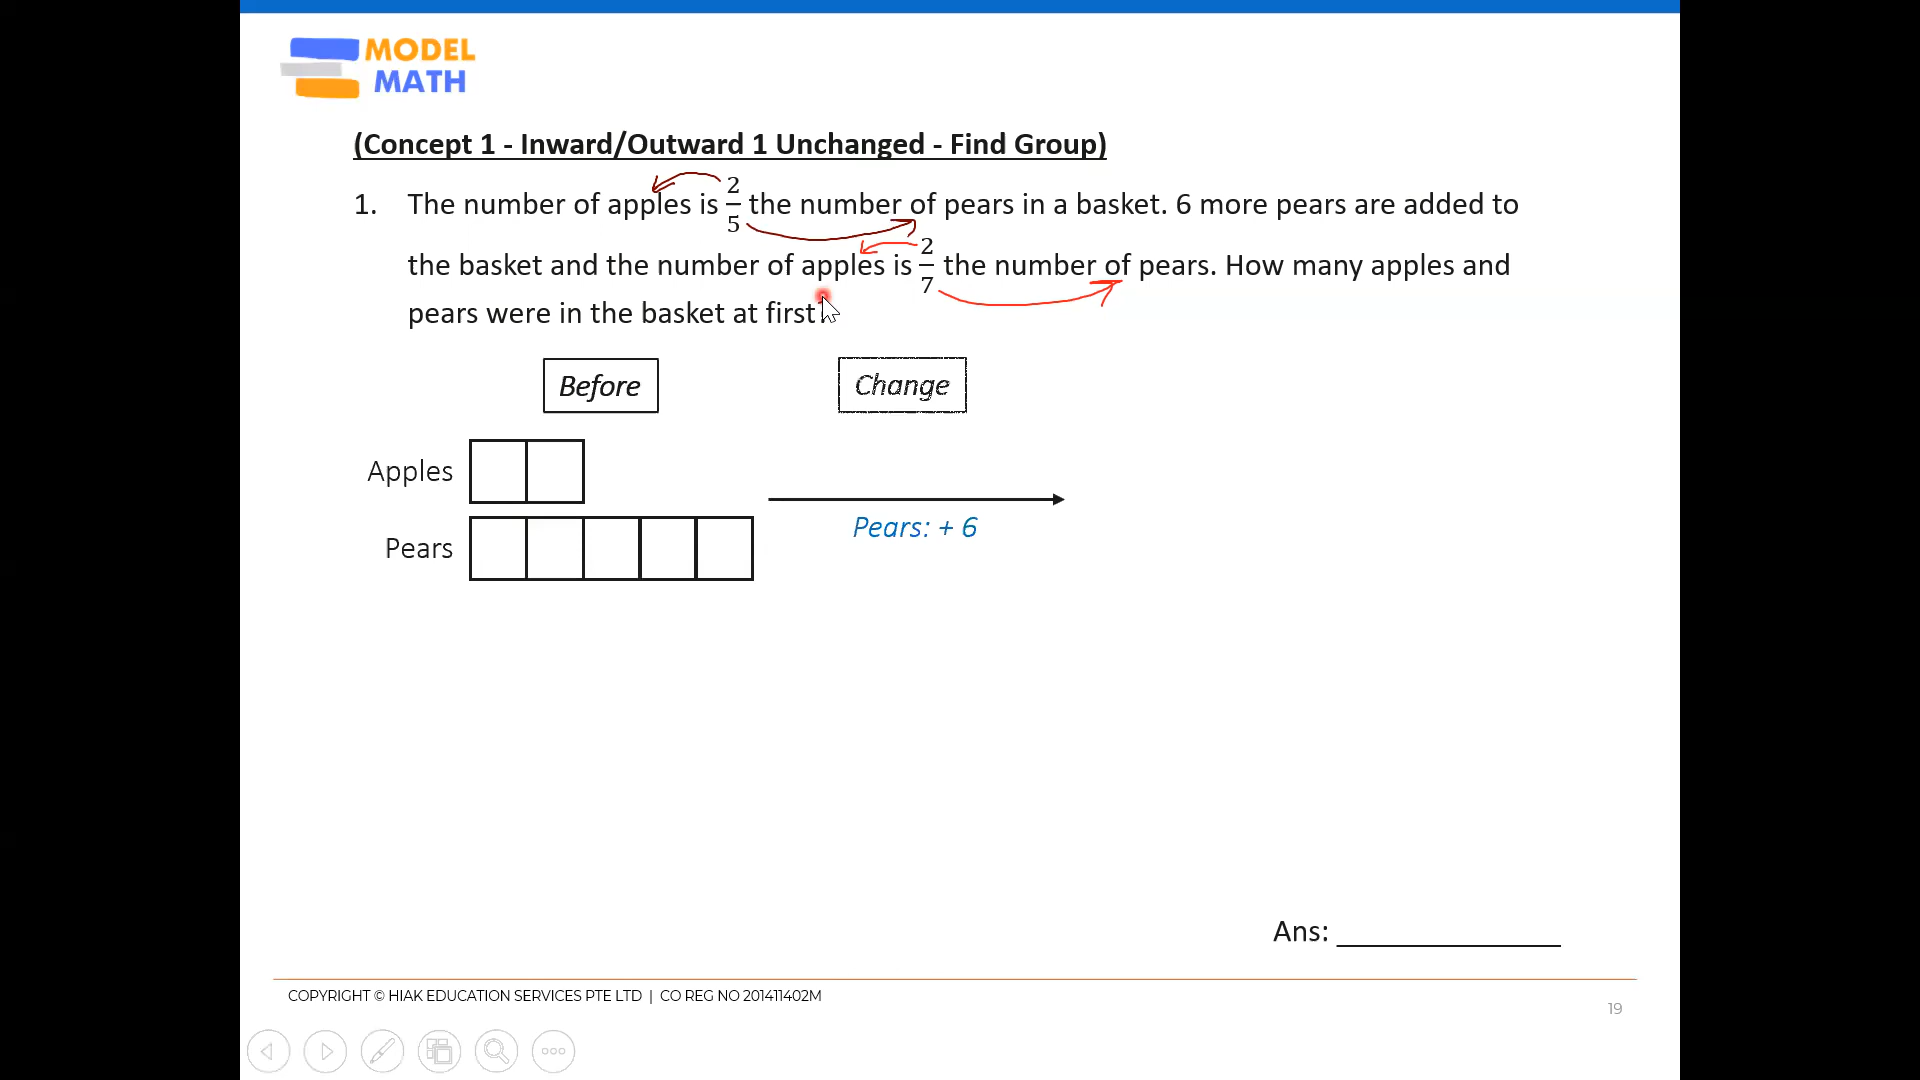 MODEL
MATH
(Concept 1 - Inward/Outward 1 Unchanged - Find Group)
1. The number of apples is 2/5 the number of pears in a basket. 6 more pears are added to
the basket and the number of apples is 2/7 the number of pears. How many apples and
pears were in the basket at first
Before
Change
Apples
Pears
Pears: + 6
Ans: ______________
COPYRIGHT © HIAK EDUCATION SERVICES PTE LTD | CO REG NO 201411402M
19